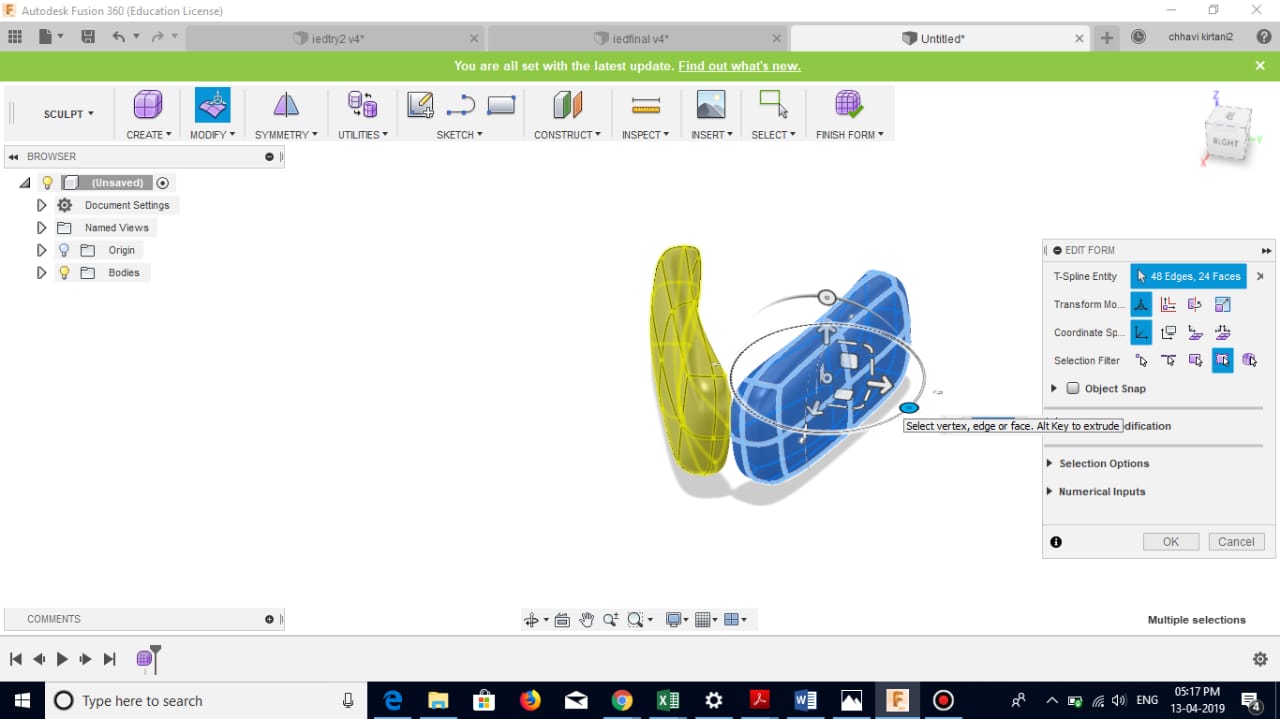 Autodesk Fusion 360 (Education License)
iedtry2 v4*
iedfinal v4*
Untitled*
chhavi kirtani2
You are all set with the latest update. Find out what's new.
SCULPT
CREATE
MODIFY
SYMMETRY
UTILITIES
SKETCH
CONSTRUCT
INSPECT
INSERT
SELECT
FINISH FORM
Z
RIGHT
Y
X
BROWSER
(Unsaved)
Document Settings
Named Views
Origin
Bodies
EDIT FORM
T-Spline Entity
48 Edges, 24 Faces
Transform Mo...
Coordinate Sp...
Selection Filter
Object Snap
Select vertex, edge or face. Alt Key to extrude
dification
Selection Options
Numerical Inputs
OK
Cancel
COMMENTS
Multiple selections
Type here to search
ENG
05:17 PM
13-04-2019
4